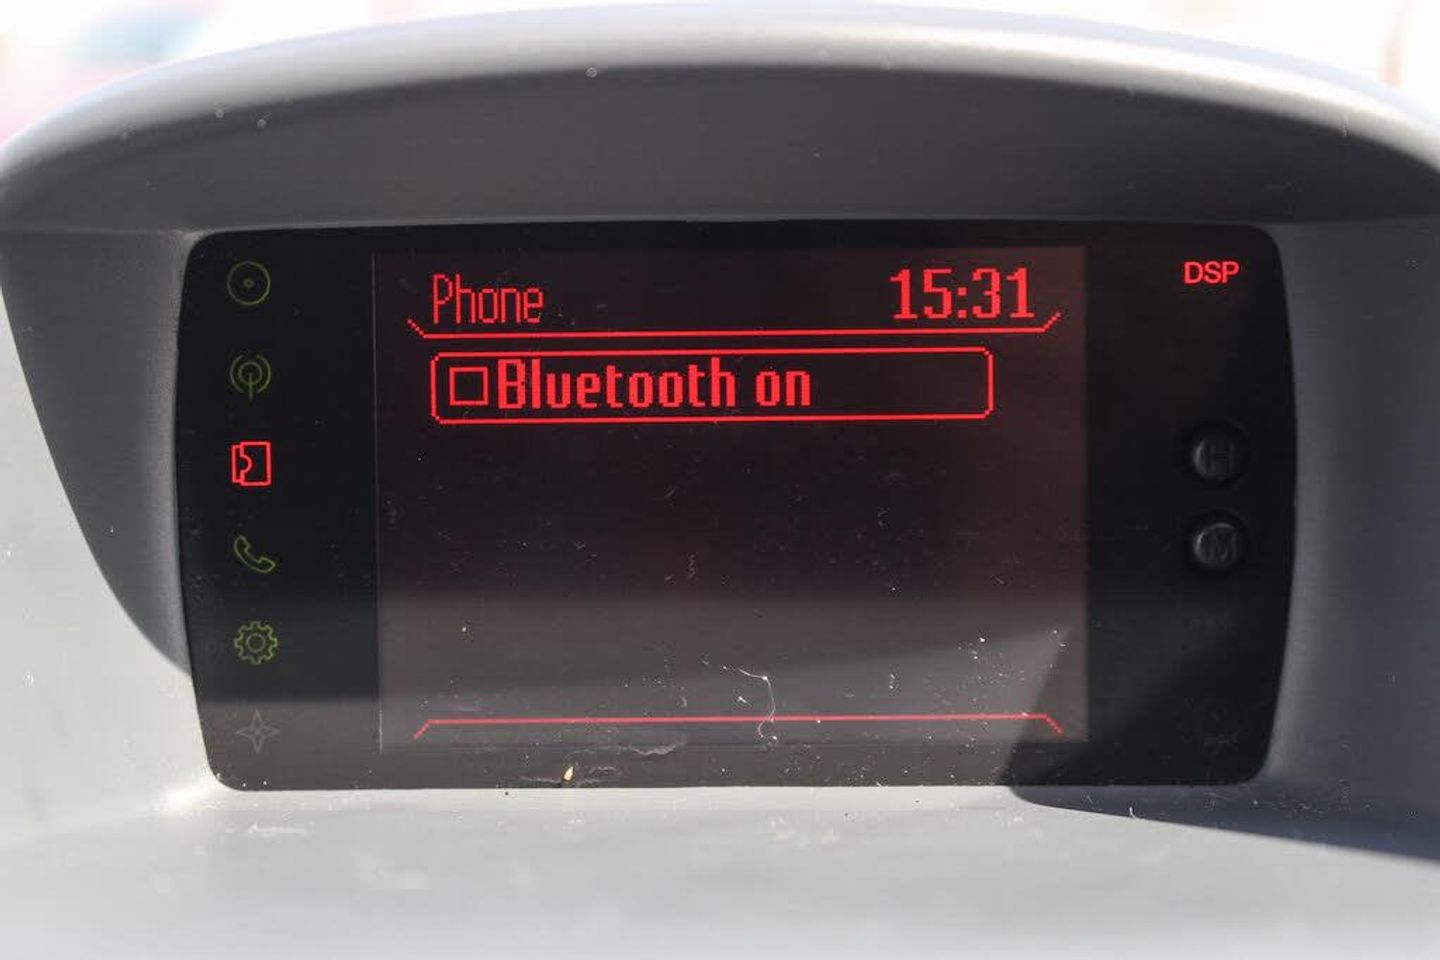 Phone 15:31
DSP
Bluetooth on
H
M